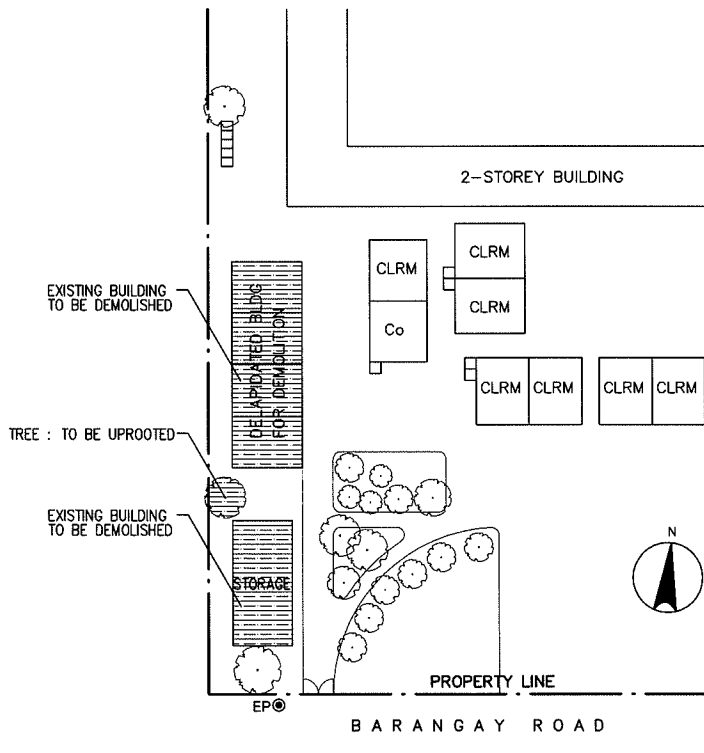 2-STOREY BUILDING
CLRM
CLRM
CLRM
Co
CLRM
EXISTING BUILDING
TO BE DEMOLISHED
DELAPIDATED BLDG
FOR DEMOLITION
CLRM
CLRM
CLRM
CLRM
TREE : TO BE UPROOTED
EXISTING BUILDING
TO BE DEMOLISHED
STORAGE
N
PROPERTY LINE
EP
BARANGAY ROAD